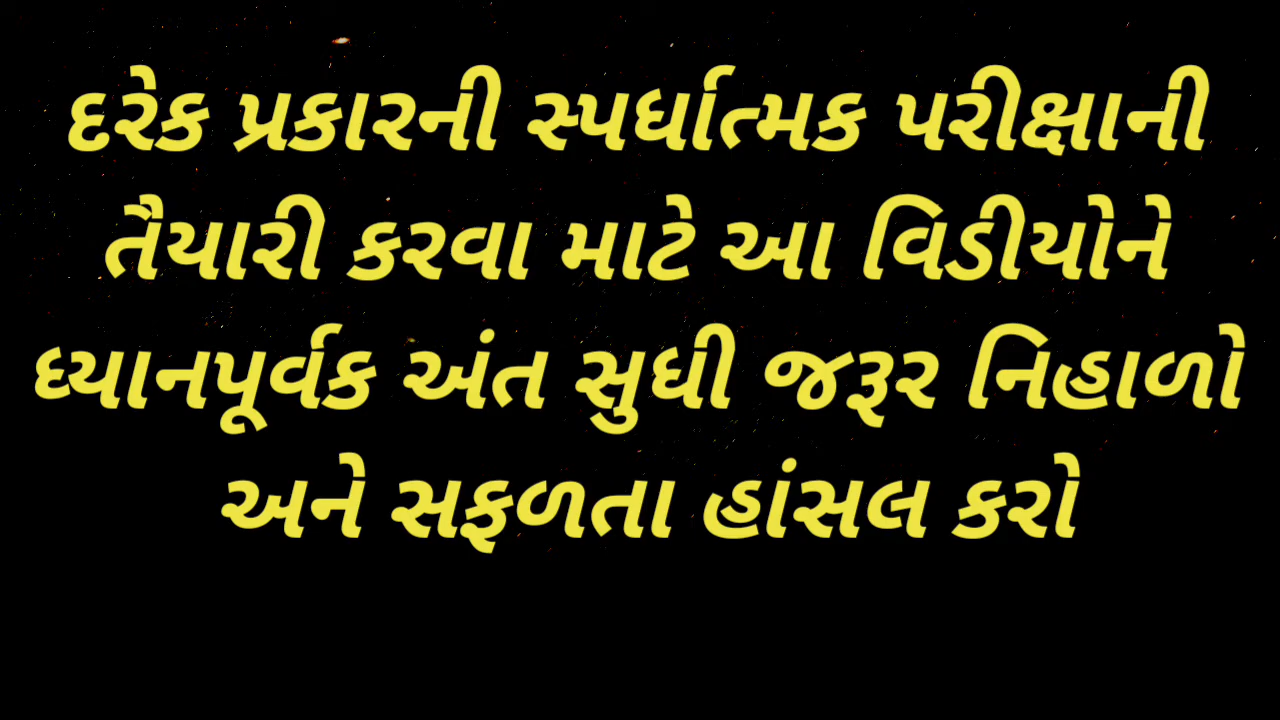 દરેક પ્રકારની સ્પર્ધાત્મક પરીક્ષાની
તૈયારી કરવા માટે આ વિડીયોને
ધ્યાનપૂર્વક અંત સુધી જરૂર નિહાળો
અને સફળતા હાંસલ કરો